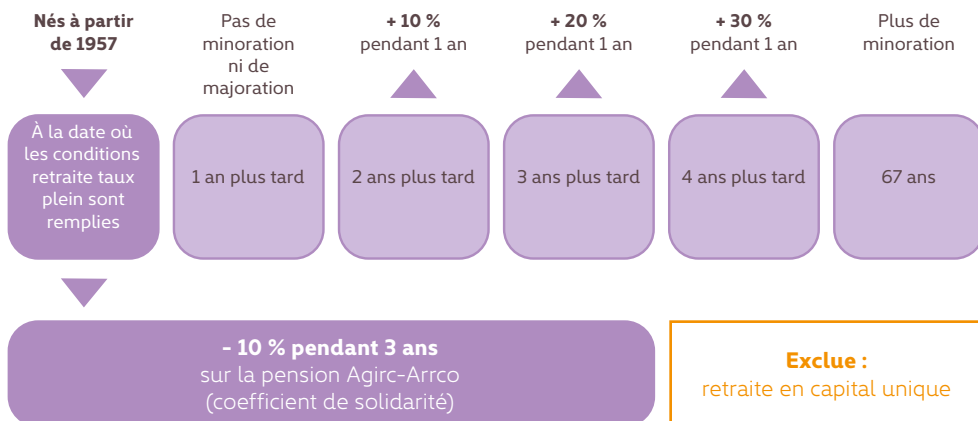 Nés à partir
de 1957
Pas de
minoration
ni de
majoration
+ 10 %
pendant 1 an
+ 20 %
pendant 1 an
+ 30 %
pendant 1 an
Plus de
minoration
À la date où
les conditions
retraite taux
plein sont
remplies
1 an plus tard
2 ans plus tard
3 ans plus tard
4 ans plus tard
67 ans
- 10 % pendant 3 ans
sur la pension Agirc-Arrco
(coefficient de solidarité)
Exclue :
retraite en capital unique